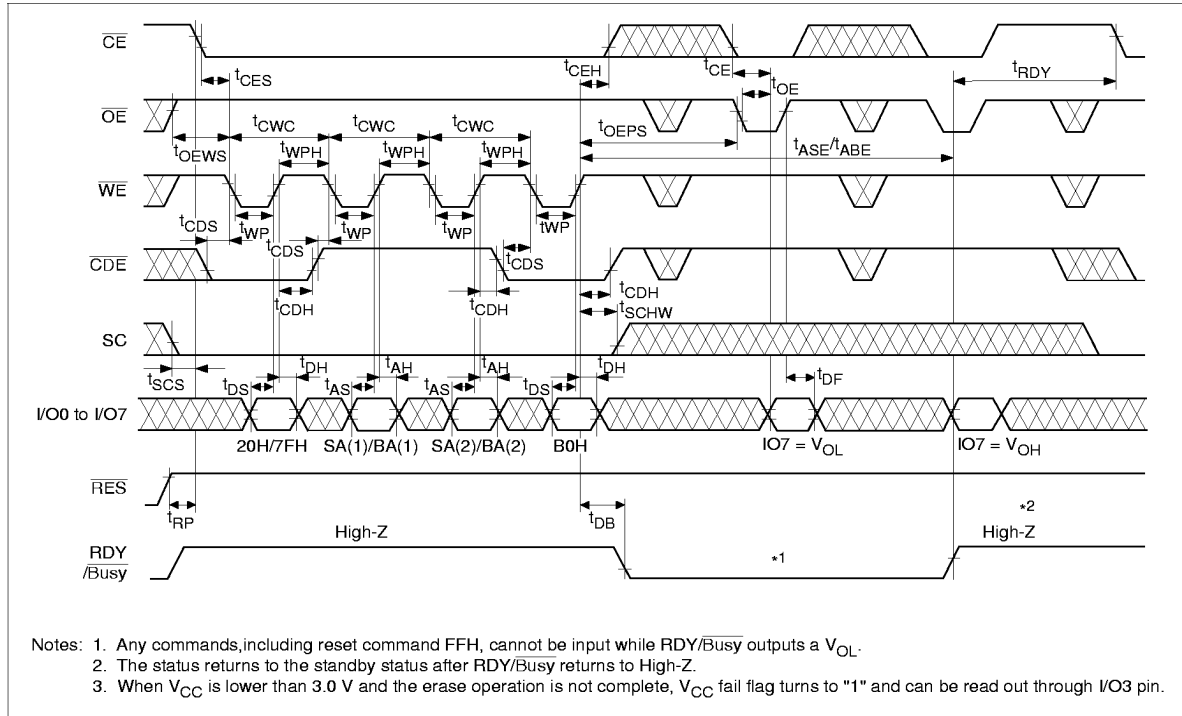 CE
tCES
tCEH
tCE
tOE
tRDY
OE
tOEWS
tCWC
tCWC
tCWC
tOEPS
tASE/tABE
tWPH
tWPH
tWPH
WE
tCDS
tWP
tCDS
tWP
tWP
tWP
tCDS
CDE
tCDH
tCDH
tCDH
tSCHW
SC
tSCS
tDS
tDH
tAS
tAH
tAS
tAH
tDS
tDH
tDF
I/O0 to I/O7
20H/7FH SA(1)/BA(1) SA(2)/BA(2) B0H IO7 = VOL IO7 = VOH
RES
tRP
tDB
*2
High-Z High-Z
RDY
/Busy
*1
Notes: 1. Any commands,including reset command FFH, cannot be input while RDY/Busy outputs a VOL.
2. The status returns to the standby status after RDY/Busy returns to High-Z.
3. When VCC is lower than 3.0 V and the erase operation is not complete, VCC fail flag turns to "1" and can be read out through I/O3 pin.